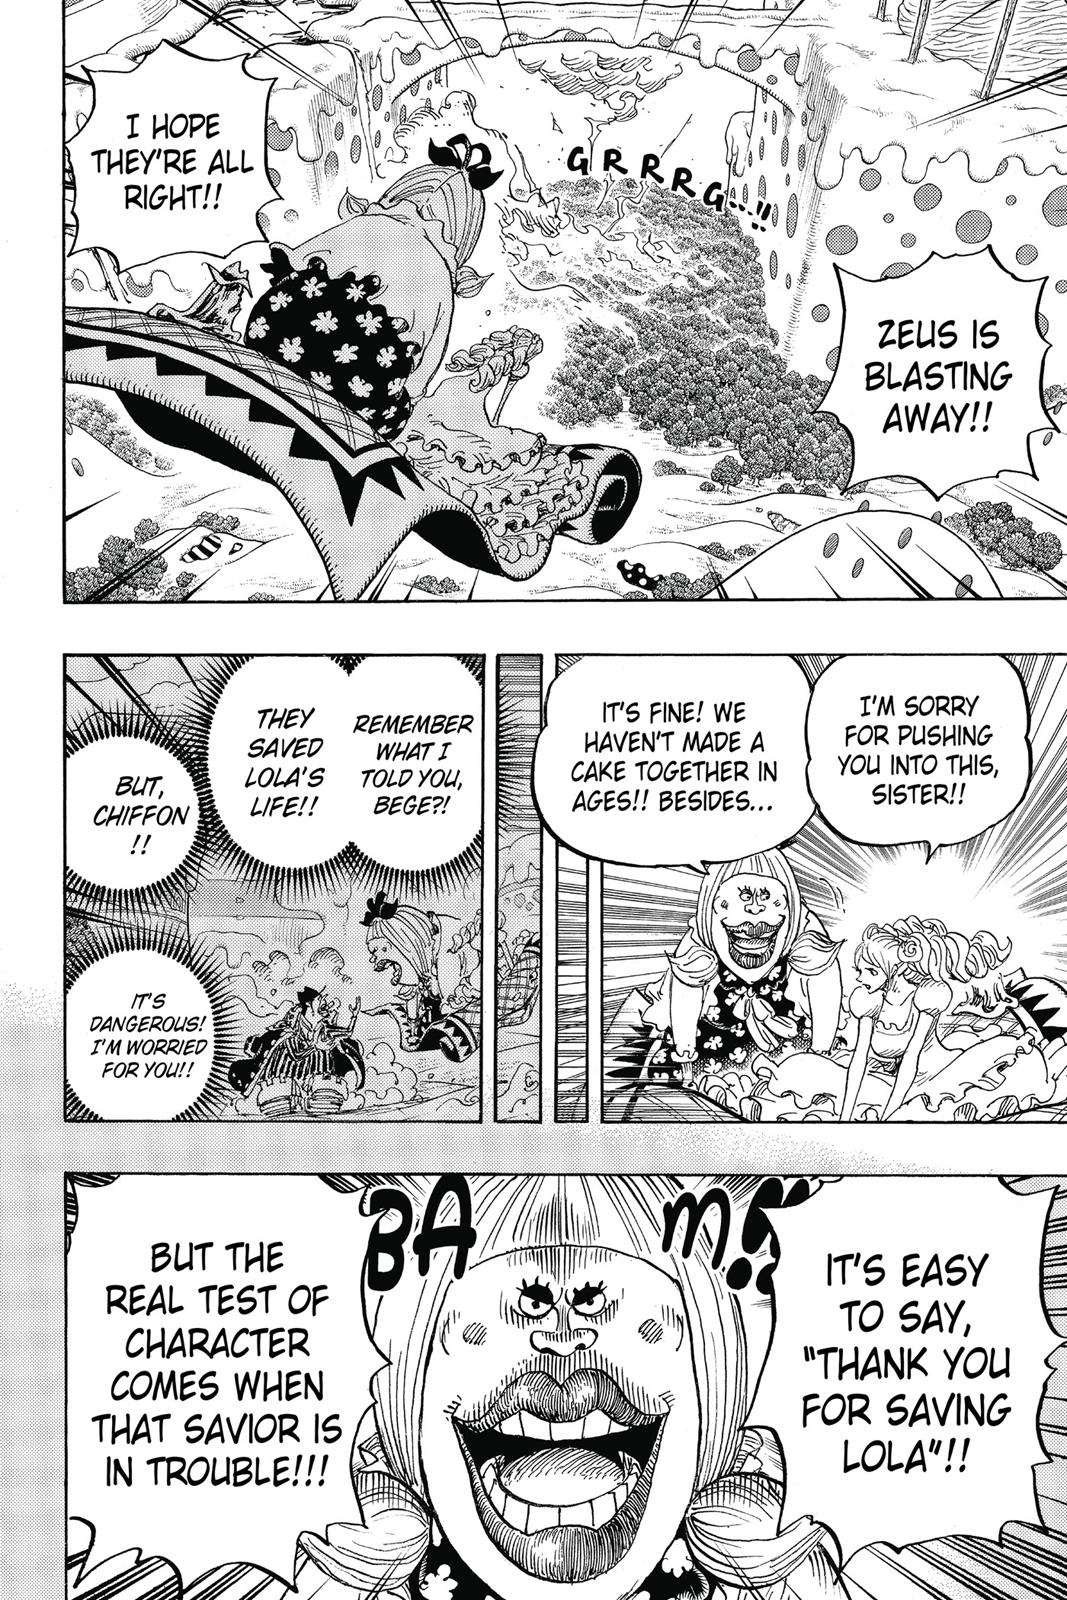 ZEUS IS
BLASTING
AWAY!!
GRRRG...!!
I HOPE
THEY'RE ALL
RIGHT!!
I'M SORRY
FOR PUSHING
YOU INTO THIS,
SISTER!!
IT'S FINE! WE
HAVEN'T MADE A
CAKE TOGETHER IN
AGES!! BESIDES...
REMEMBER
WHAT I
TOLD YOU,
BEGE?!
THEY
SAVED
LOLA'S
LIFE!!
BUT,
CHIFFON
!!
IT'S
DANGEROUS!
I'M WORRIED
FOR YOU!!
IT'S EASY
TO SAY,
"THANK YOU
FOR SAVING
LOLA"!!
BAM!!
BUT THE
REAL TEST OF
CHARACTER
COMES WHEN
THAT SAVIOR IS
IN TROUBLE!!!